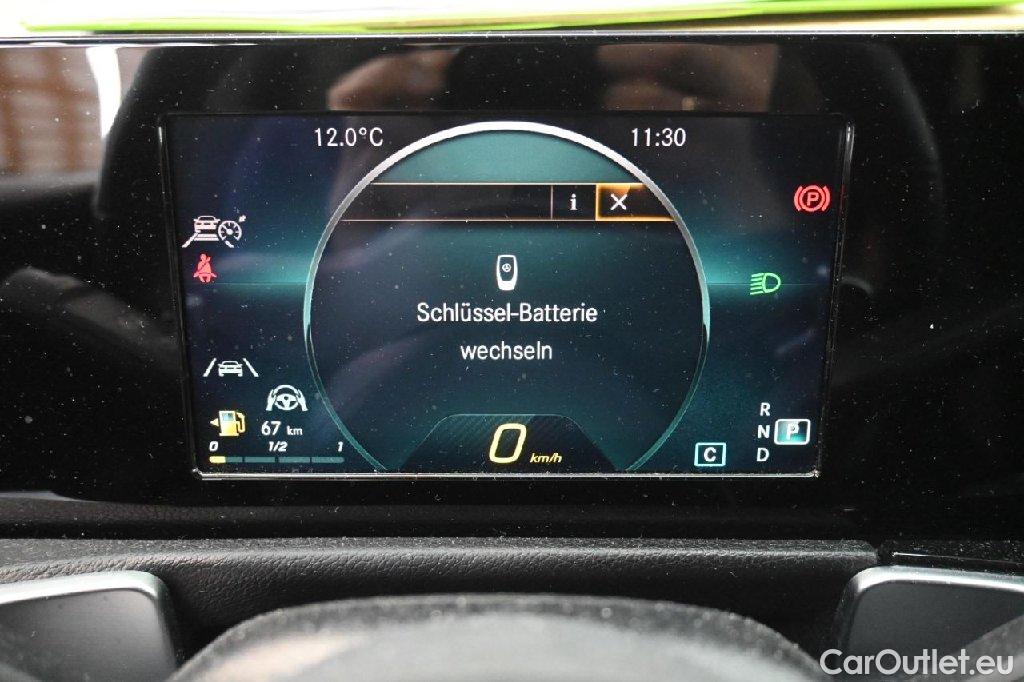 12.0°C
11:30
i
P
Schlüssel-Batterie
wechseln
67 km
0 1/2 1
0 km/h
R
N P
D
C
CarOutlet.eu